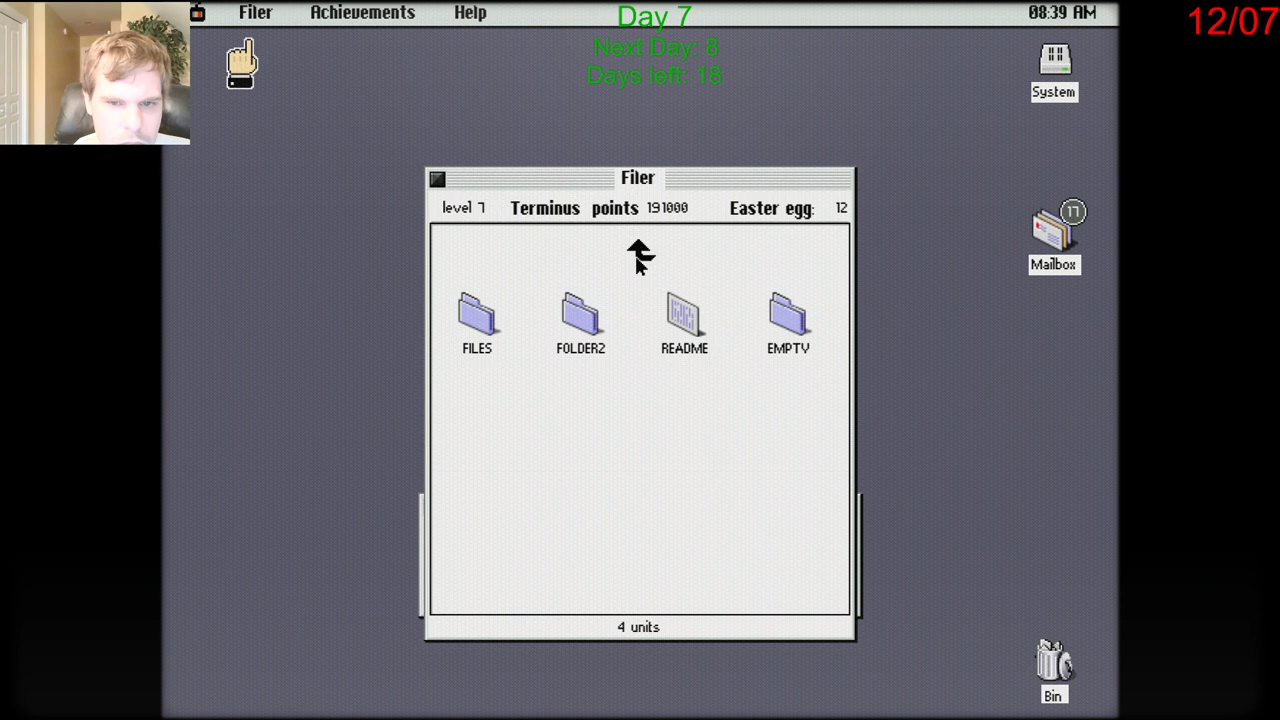 Filer Achievements Help
Day 7
08:39 AM
12/07
Next Day: 8
Days left: 18
System
Filer
level 7 Terminus points 191000 Easter egg: 12
17
Mailbox
FILES FOLDER2 README EMPTY
4 units
Bin